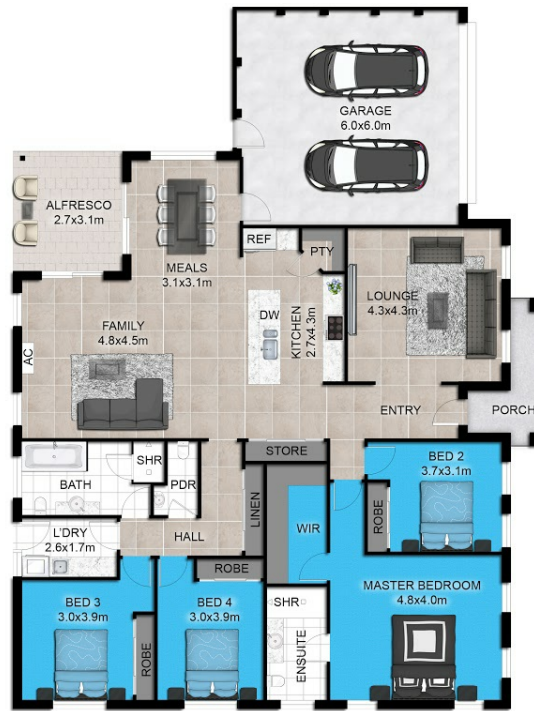 GARAGE
6.0x6.0m
ALFRESCO
2.7x3.1m
MEALS
3.1x3.1m
REF
PTY
LOUNGE
4.3x4.3m
FAMILY
4.8x4.5m
DW
KITCHEN
2.7x4.3m
AC
ENTRY
PORCH
STORE
BATH
SHR
PDR
BED 2
3.7x3.1m
ROBE
LINEN
WIR
L'DRY
2.6x1.7m
HALL
ROBE
BED 3
3.0x3.9m
ROBE
BED 4
3.0x3.9m
SHR
ENSUITE
MASTER BEDROOM
4.8x4.0m